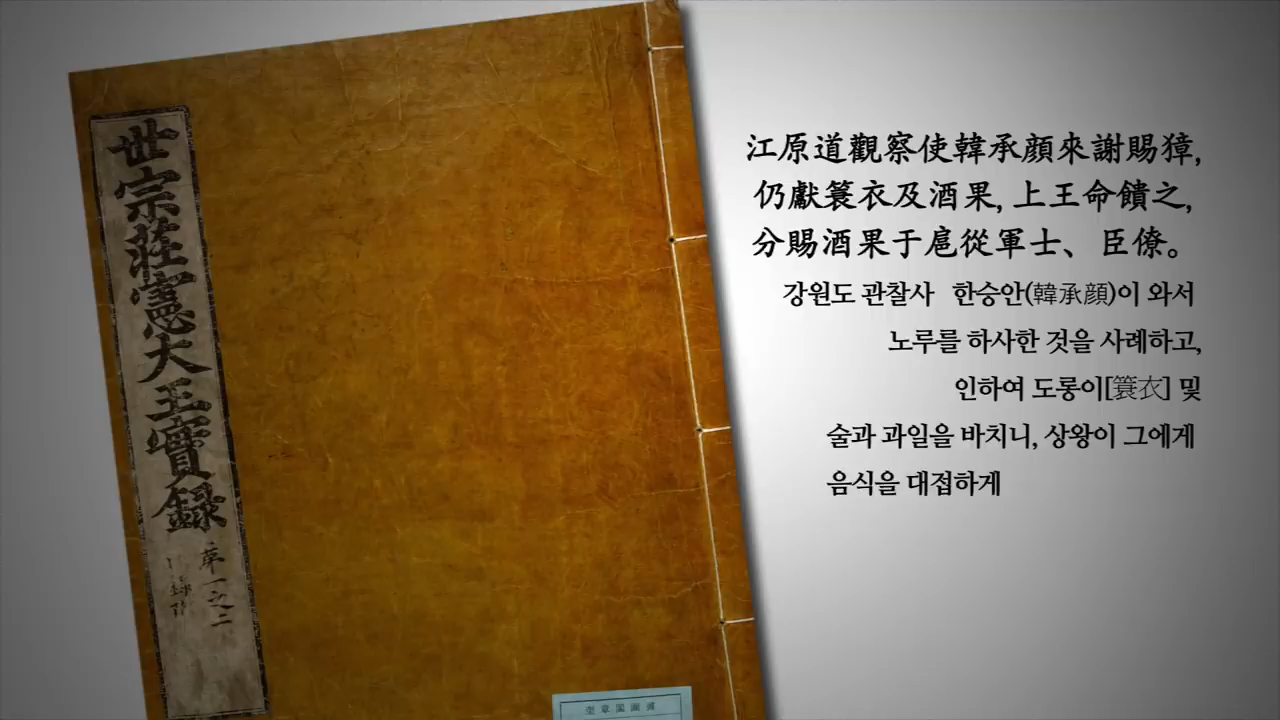 世宗莊憲大王實錄
第一之二
江原道觀察使韓承顔來謝賜獐,
仍獻簑衣及酒果, 上王命饋之,
分賜酒果于扈從軍士、臣僚。
강원도 관찰사 한승안(韓承顔)이 와서
노루를 하사한 것을 사례하고,
인하여 도롱이[簑衣] 및
술과 과일을 바치니, 상왕이 그에게
음식을 대접하게